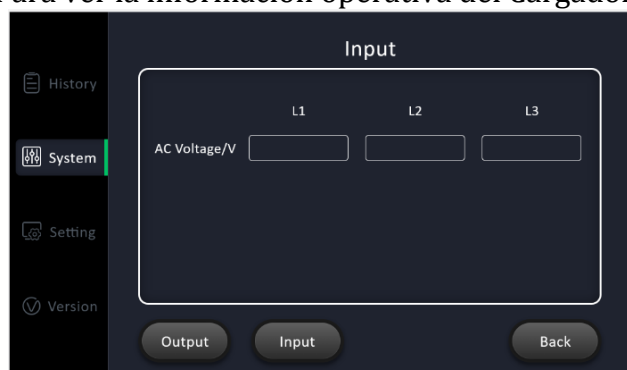 Para ver la información operativa del Cargador
Input
History
L1 L2 L3
System
AC Voltage/V
Setting
Version
Output Input Back